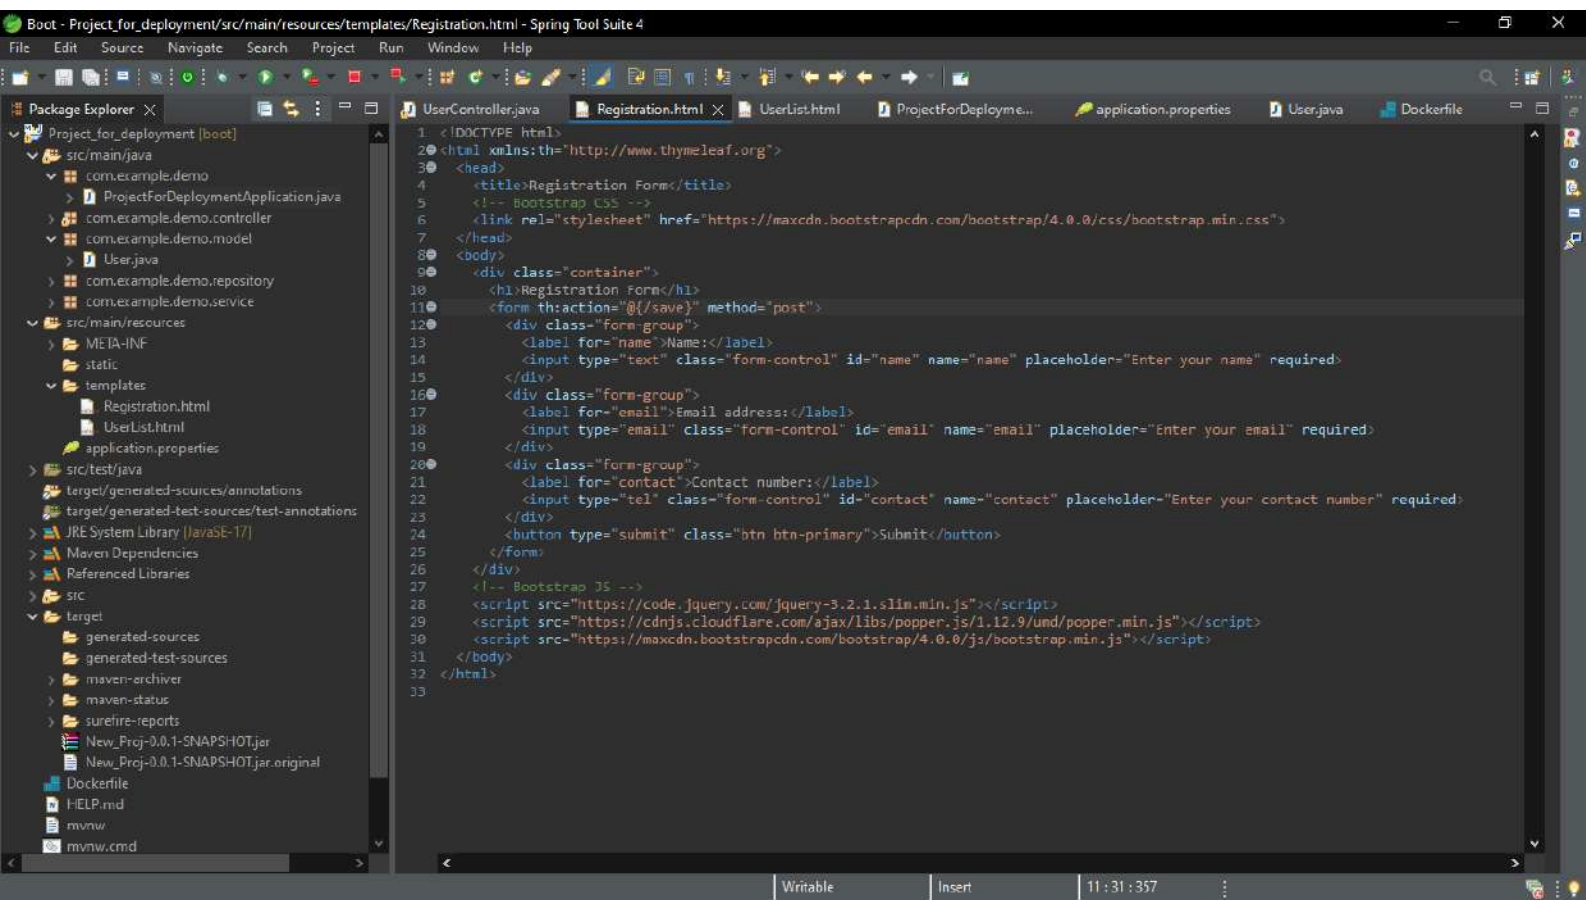 Boot - Project_for_deployment/src/main/resources/templates/Registration.html - Spring Tool Suite 4
File Edit Source Navigate Search Project Run Window Help
Package Explorer
Project_for_deployment [boot]
src/main/java
com.example.demo
ProjectForDeploymentApplication.java
com.example.demo.controller
com.example.demo.model
User.java
com.example.demo.repository
com.example.demo.service
src/main/resources
META-INF
static
templates
Registration.html
UserList.html
application.properties
src/test/java
target/generated-sources/annotations
target/generated-test-sources/test-annotations
JRE System Library [JavaSE-17]
Maven Dependencies
Referenced Libraries
src
target
generated-sources
generated-test-sources
maven-archiver
maven-status
surefire-reports
New_Proj-0.0.1-SNAPSHOT.jar
New_Proj-0.0.1-SNAPSHOT.jar.original
Dockerfile
HELP.md
mvnw
mvnw.cmd
UserController.java Registration.html UserList.html ProjectForDeployme... application.properties User.java Dockerfile
1 <!DOCTYPE html>
2 <html xmlns:th="http://www.thymeleaf.org">
3 <head>
4 <title>Registration Form</title>
5 <!-- Bootstrap CSS -->
6 <link rel="stylesheet" href="https://maxcdn.bootstrapcdn.com/bootstrap/4.0.0/css/bootstrap.min.css">
7 </head>
8 <body>
9 <div class="container">
10 <h1>Registration Form</h1>
11 <form th:action="@{/save}" method="post">
12 <div class="form-group">
13 <label for="name">Name:</label>
14 <input type="text" class="form-control" id="name" name="name" placeholder="Enter your name" required>
15 </div>
16 <div class="form-group">
17 <label for="email">Email address:</label>
18 <input type="email" class="form-control" id="email" name="email" placeholder="Enter your email" required>
19 </div>
20 <div class="form-group">
21 <label for="contact">Contact number:</label>
22 <input type="tel" class="form-control" id="contact" name="contact" placeholder="Enter your contact number" required>
23 </div>
24 <button type="submit" class="btn btn-primary">Submit</button>
25 </form>
26 </div>
27 <!-- Bootstrap JS -->
28 <script src="https://code.jquery.com/jquery-3.2.1.slim.min.js"></script>
29 <script src="https://cdnjs.cloudflare.com/ajax/libs/popper.js/1.12.9/umd/popper.min.js"></script>
30 <script src="https://maxcdn.bootstrapcdn.com/bootstrap/4.0.0/js/bootstrap.min.js"></script>
31 </body>
32 </html>
33
Writable Insert 11 : 31 : 357